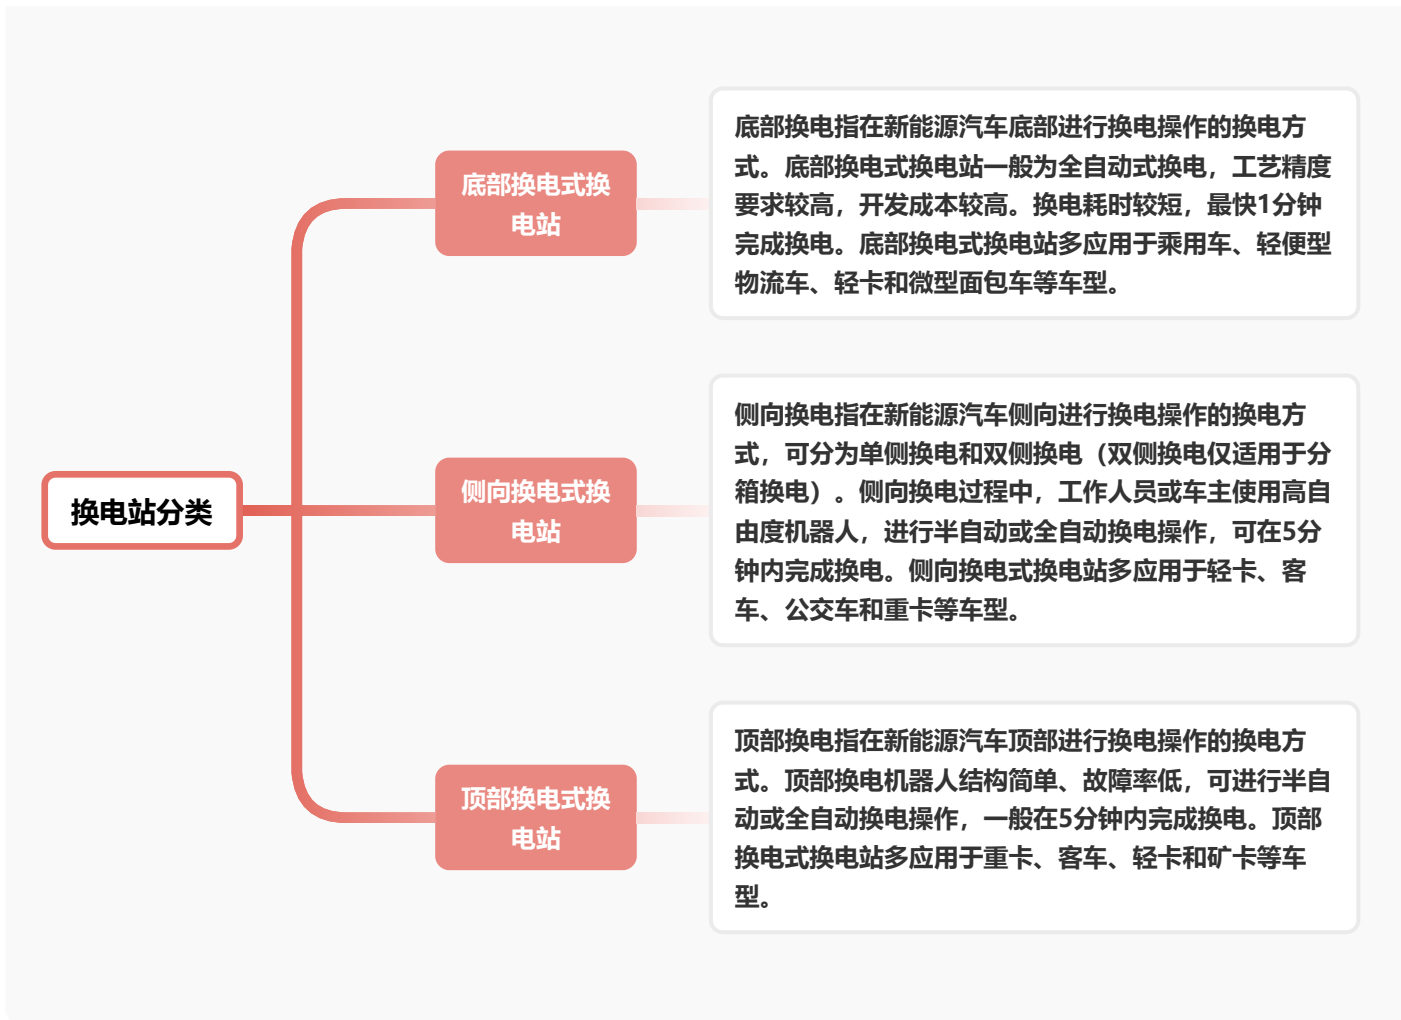 换电站分类
底部换电式换
电站
底部换电指在新能源汽车底部进行换电操作的换电方
式。底部换电式换电站一般为全自动式换电，工艺精度
要求较高，开发成本较高。换电耗时较短，最快1分钟
完成换电。底部换电式换电站多应用于乘用车、轻便型
物流车、轻卡和微型面包车等车型。
侧向换电式换
电站
侧向换电指在新能源汽车侧向进行换电操作的换电方
式，可分为单侧换电和双侧换电（双侧换电仅适用于分
箱换电）。侧向换电过程中，工作人员或车主使用高自
由度机器人，进行半自动或全自动换电操作，可在5分
钟内完成换电。侧向换电式换电站多应用于轻卡、客
车、公交车和重卡等车型。
顶部换电式换
电站
顶部换电指在新能源汽车顶部进行换电操作的换电方
式。顶部换电机器人结构简单、故障率低，可进行半自
动或全自动换电操作，一般在5分钟内完成换电。顶部
换电式换电站多应用于重卡、客车、轻卡和矿卡等车
型。